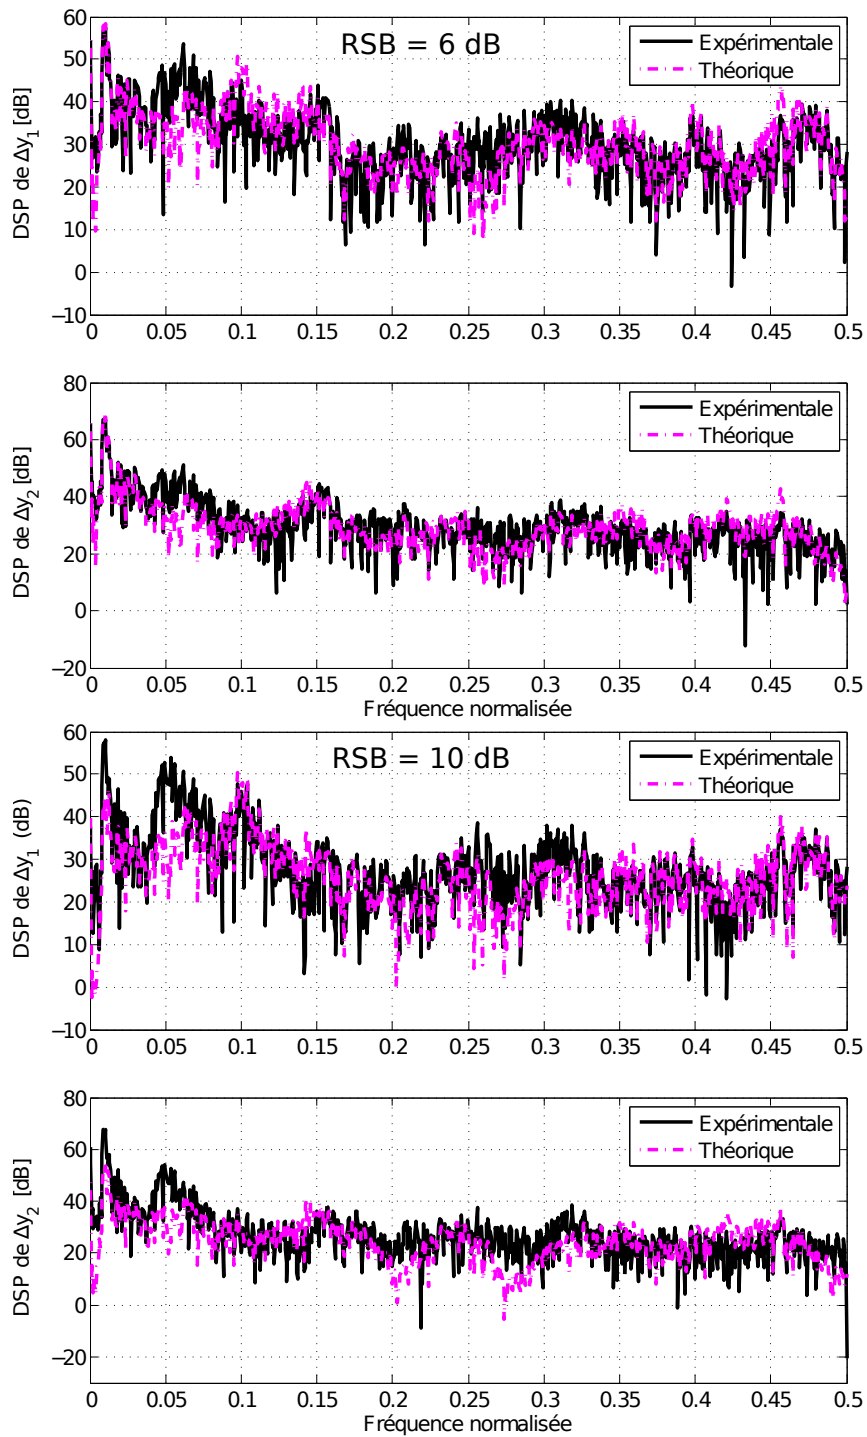 RSB = 6 dB
Expérimentale
Théorique
DSP de Δy1 [dB]
60
50
40
30
20
10
0
−10
0 0.05 0.1 0.15 0.2 0.25 0.3 0.35 0.4 0.45 0.5
Expérimentale
Théorique
DSP de Δy2 [dB]
80
60
40
20
0
−20
0 0.05 0.1 0.15 0.2 0.25 0.3 0.35 0.4 0.45 0.5
Fréquence normalisée
RSB = 10 dB
Expérimentale
Théorique
DSP de Δy1 (dB)
60
50
40
30
20
10
0
−10
0 0.05 0.1 0.15 0.2 0.25 0.3 0.35 0.4 0.45 0.5
Expérimentale
Théorique
DSP de Δy2 [dB]
80
60
40
20
0
−20
0 0.05 0.1 0.15 0.2 0.25 0.3 0.35 0.4 0.45 0.5
Fréquence normalisée